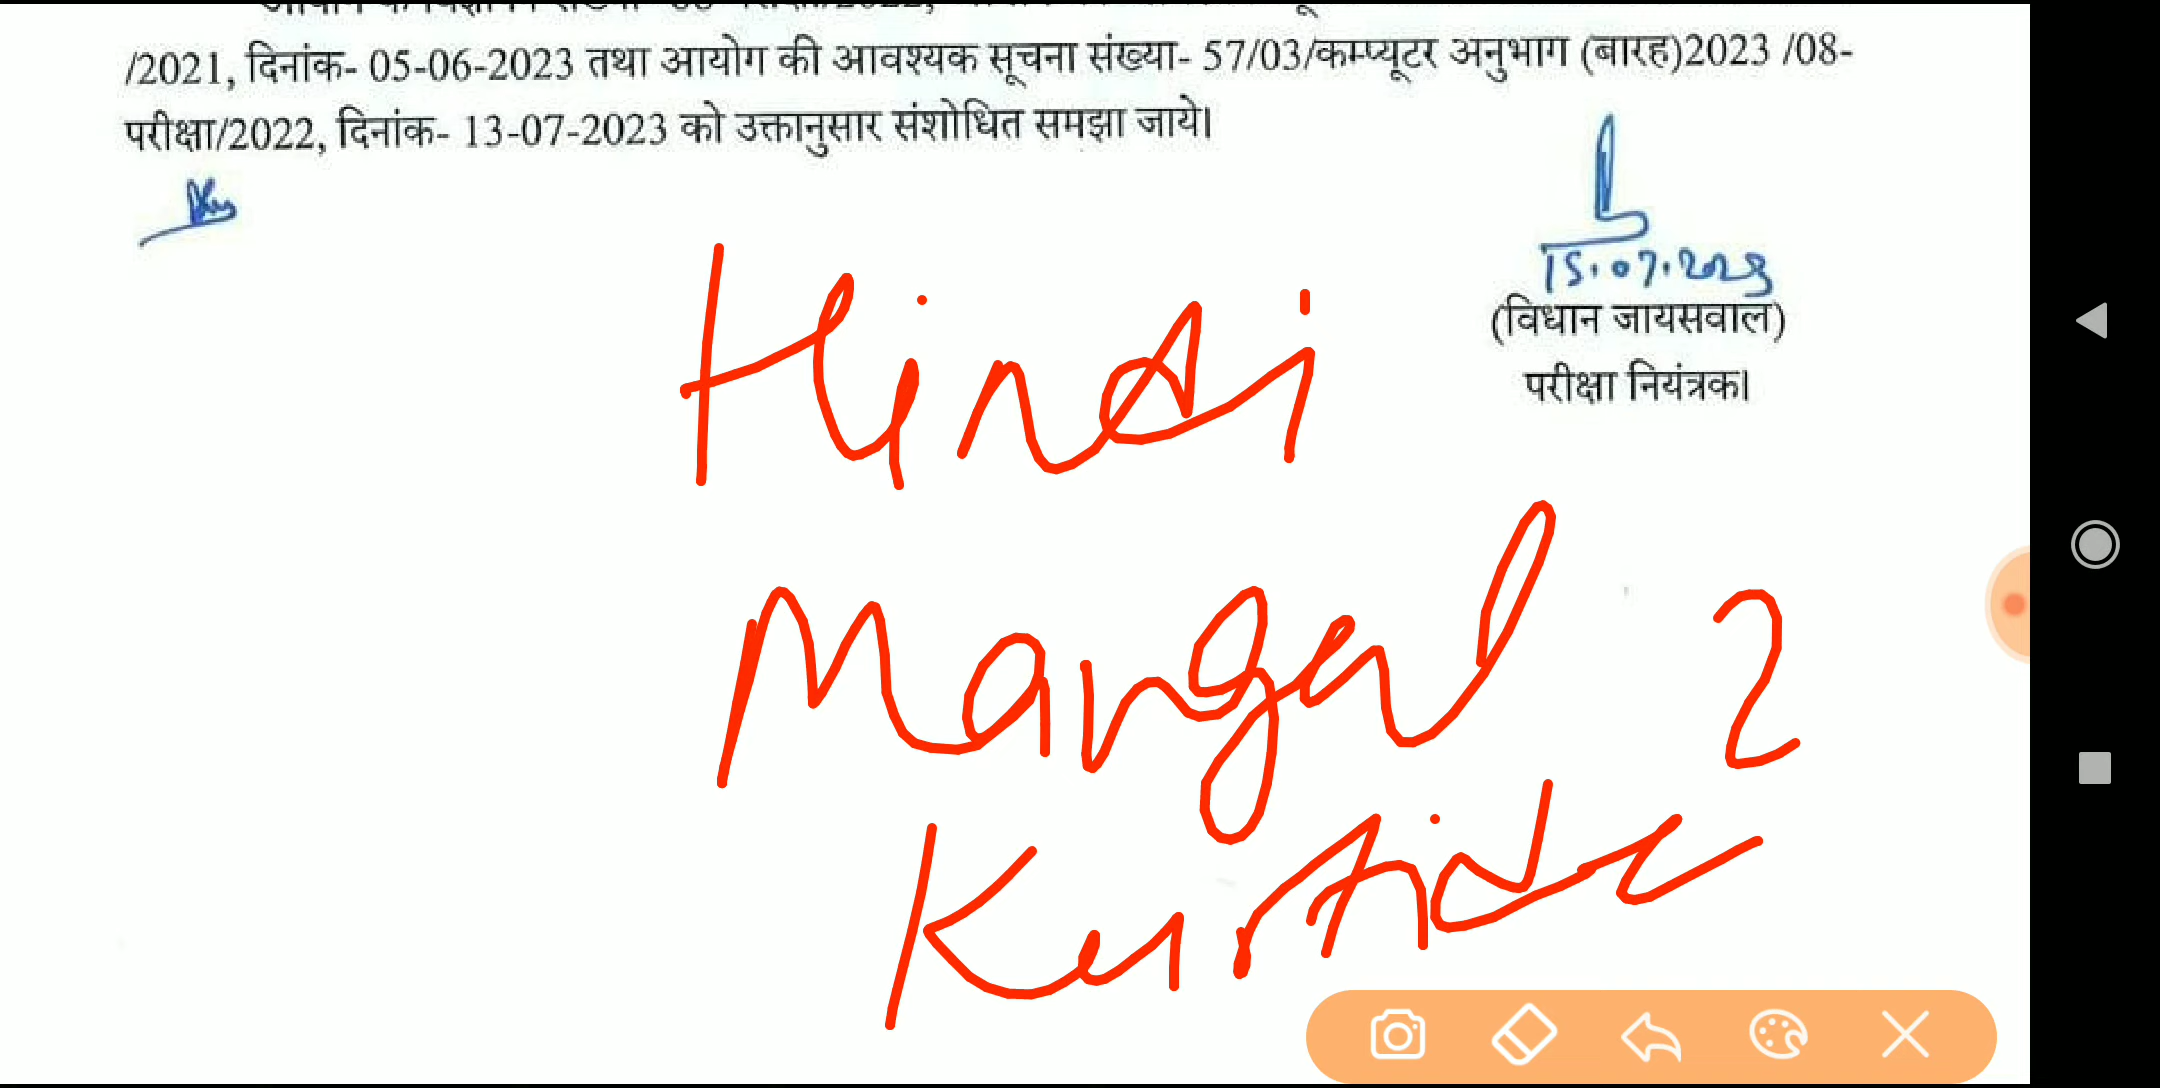 /2021, दिनांक- 05-06-2023 तथा आयोग की आवश्यक सूचना संख्या- 57/03/कम्प्यूटर अनुभाग (बारह)2023 /08-
परीक्षा/2022, दिनांक- 13-07-2023 को उक्तानुसार संशोधित समझा जाये।
15.07.2023
(विधान जायसवाल)
परीक्षा नियंत्रक।
Hindi
Mangal 2